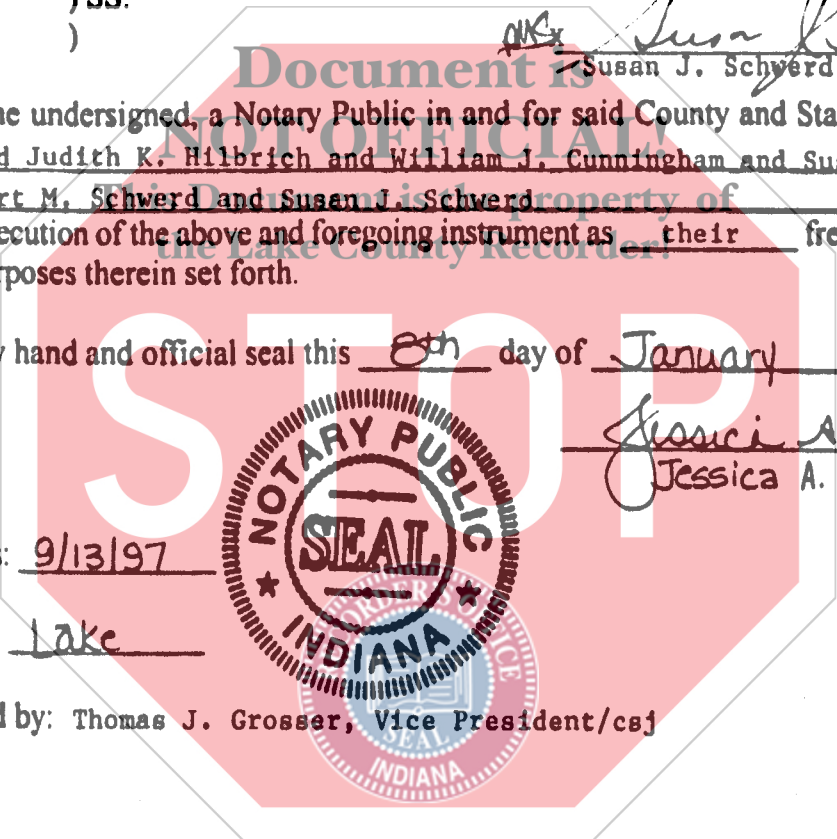 ) SS.
)
Susan J. Schwerd
Document is
he undersigned, a Notary Public in and for said County and Sta
NOT OFFICIAL!
d Judith K. Hilbrich and William J. Cunningham and Su
This Document is the property of
rt M. Schwerd and Susan J. Schwerd
ecution of the above and foregoing instrument as their fre
the Lake County Recorder!
rposes therein set forth.
STOP
y hand and official seal this 8th day of January
Jessica A
Jessica A.
NOTARY PUBLIC
SEAL
INDIANA
s: 9/13/97
Lake
RECORDER'S OFFICE
SEAL
INDIANA
d by: Thomas J. Grosser, Vice President/csj